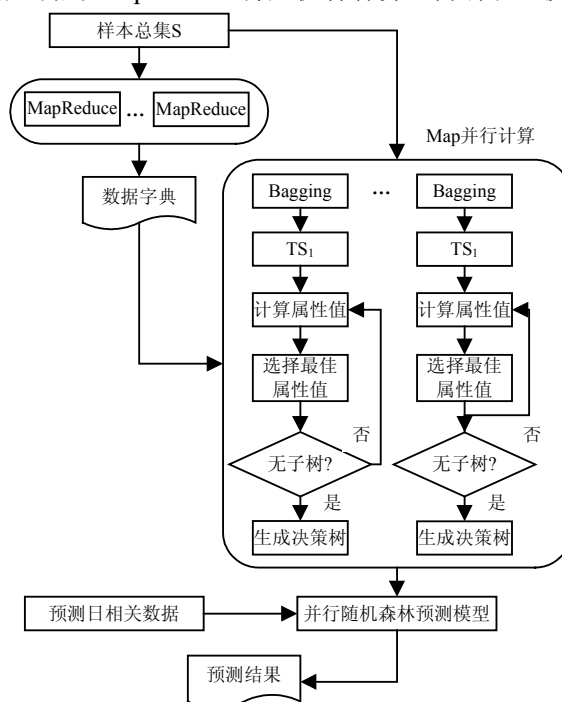 样本总集S
MapReduce ... MapReduce
Map并行计算
数据字典
Bagging ... Bagging
TS₁ TS₁
计算属性值 计算属性值
选择最佳 选择最佳
属性值 属性值
否 否
无子树? 无子树?
是 是
生成决策树 生成决策树
预测日相关数据 并行随机森林预测模型
预测结果